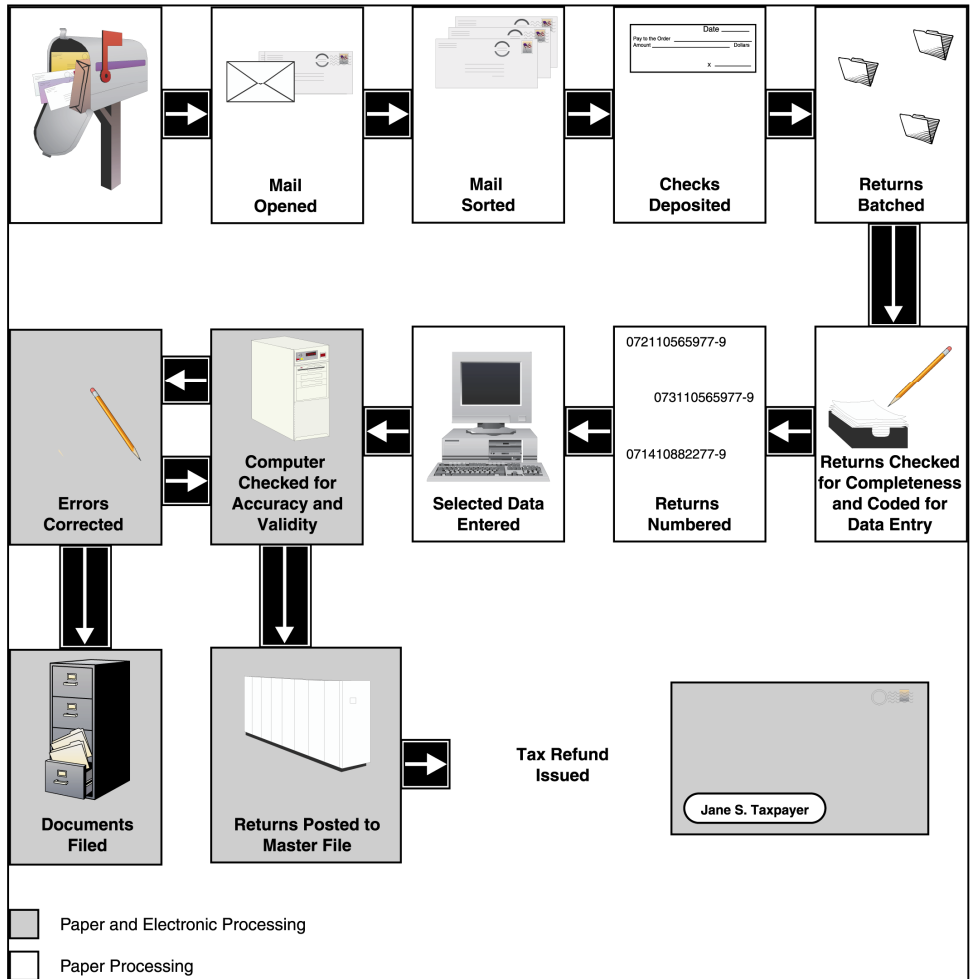 Date
Pay to the Order
Amount
Dollars
x
Mail
Opened
Mail
Sorted
Checks
Deposited
Returns
Batched
Errors
Corrected
Computer
Checked for
Accuracy and
Validity
Selected Data
Entered
072110565977-9
073110565977-9
071410882277-9
Returns
Numbered
Returns Checked
for Completeness
and Coded for
Data Entry
Documents
Filed
Returns Posted to
Master File
Tax Refund
Issued
Jane S. Taxpayer
Paper and Electronic Processing
Paper Processing